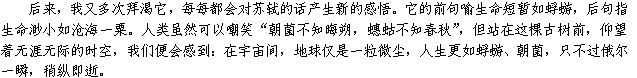 后来，我又多次拜渴它，每每都会对苏轼的话产生新的感悟。它的前句喻生命短暂如蜉蝣，后句指
生命渺小如沧海一粟。人类虽然可以嘲笑“朝菌不知晦朔，蟪蛄不知春秋”，但站在这棵古树前，仰望
着无涯无际的时空，我们便会感到：在宇宙间，地球仅是一粒微尘，人生更如蜉蝣、朝菌，只不过俄尔
一瞬，稍纵即逝。